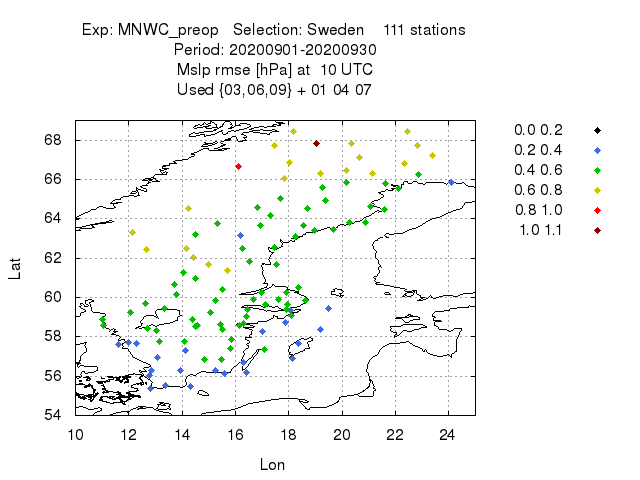 Exp: MNWC_preop Selection: Sweden 111 stations
Period: 20200901-20200930
Mslp rmse [hPa] at 10 UTC
Used {03,06,09} + 01 04 07
68
66
64
62
60
58
56
54
Lat
10 12 14 16 18 20 22 24
Lon
0.0 0.2
0.2 0.4
0.4 0.6
0.6 0.8
0.8 1.0
1.0 1.1